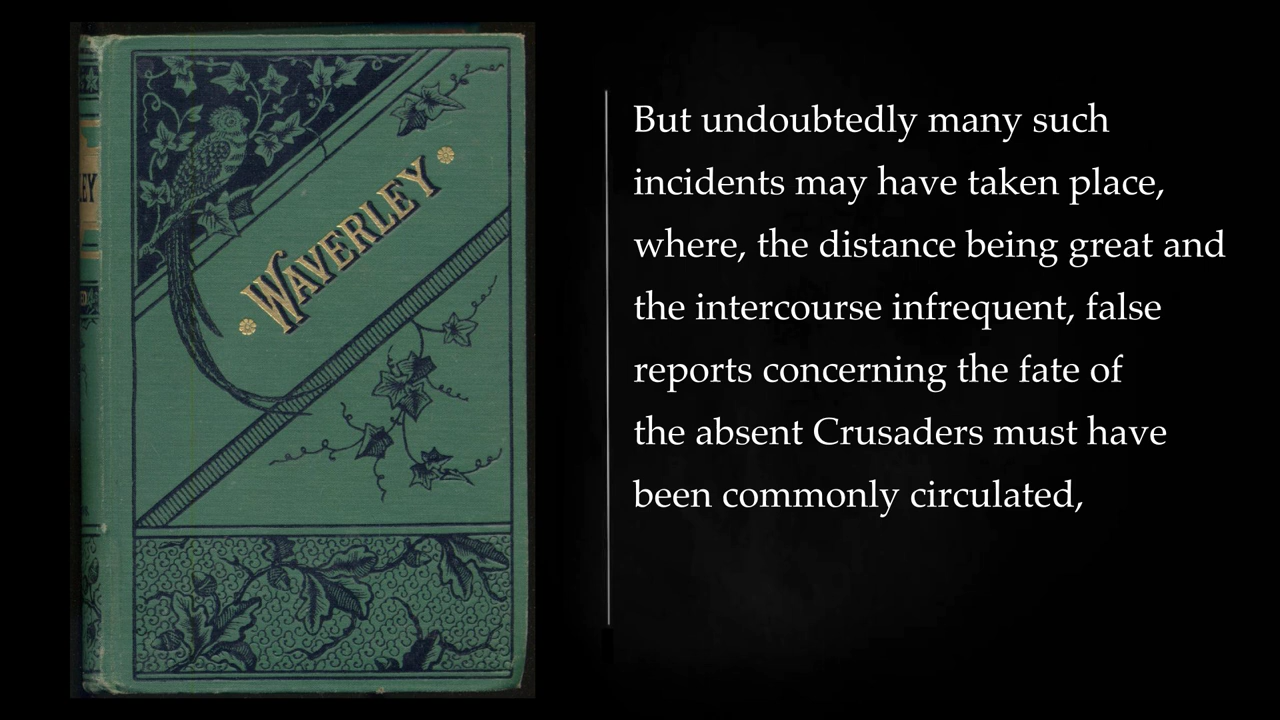 WAVERLEY
But undoubtedly many such
incidents may have taken place,
where, the distance being great and
the intercourse infrequent, false
reports concerning the fate of
the absent Crusaders must have
been commonly circulated,